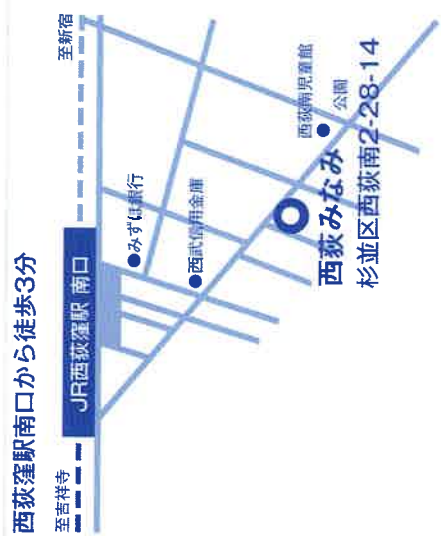 西荻窪駅南口から徒歩3分
至吉祥寺
JR西荻窪駅 南口
至新宿
●みずほ銀行
●西武信用金庫
西荻南児童館
公園
西荻みなみ
杉並区西荻南2-28-14